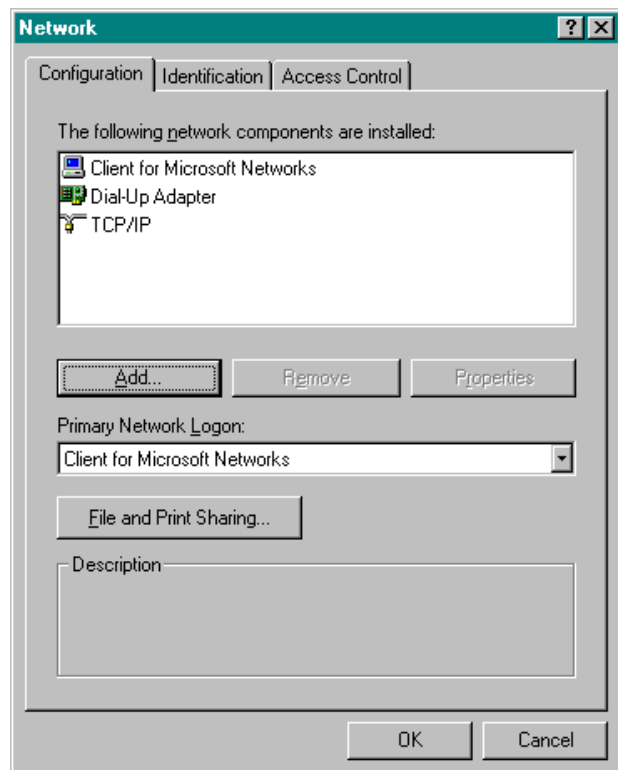 Network
Configuration Identification Access Control
The following network components are installed:
Client for Microsoft Networks
Dial-Up Adapter
TCP/IP
Add... Remove Properties
Primary Network Logon:
Client for Microsoft Networks
File and Print Sharing...
Description
OK Cancel